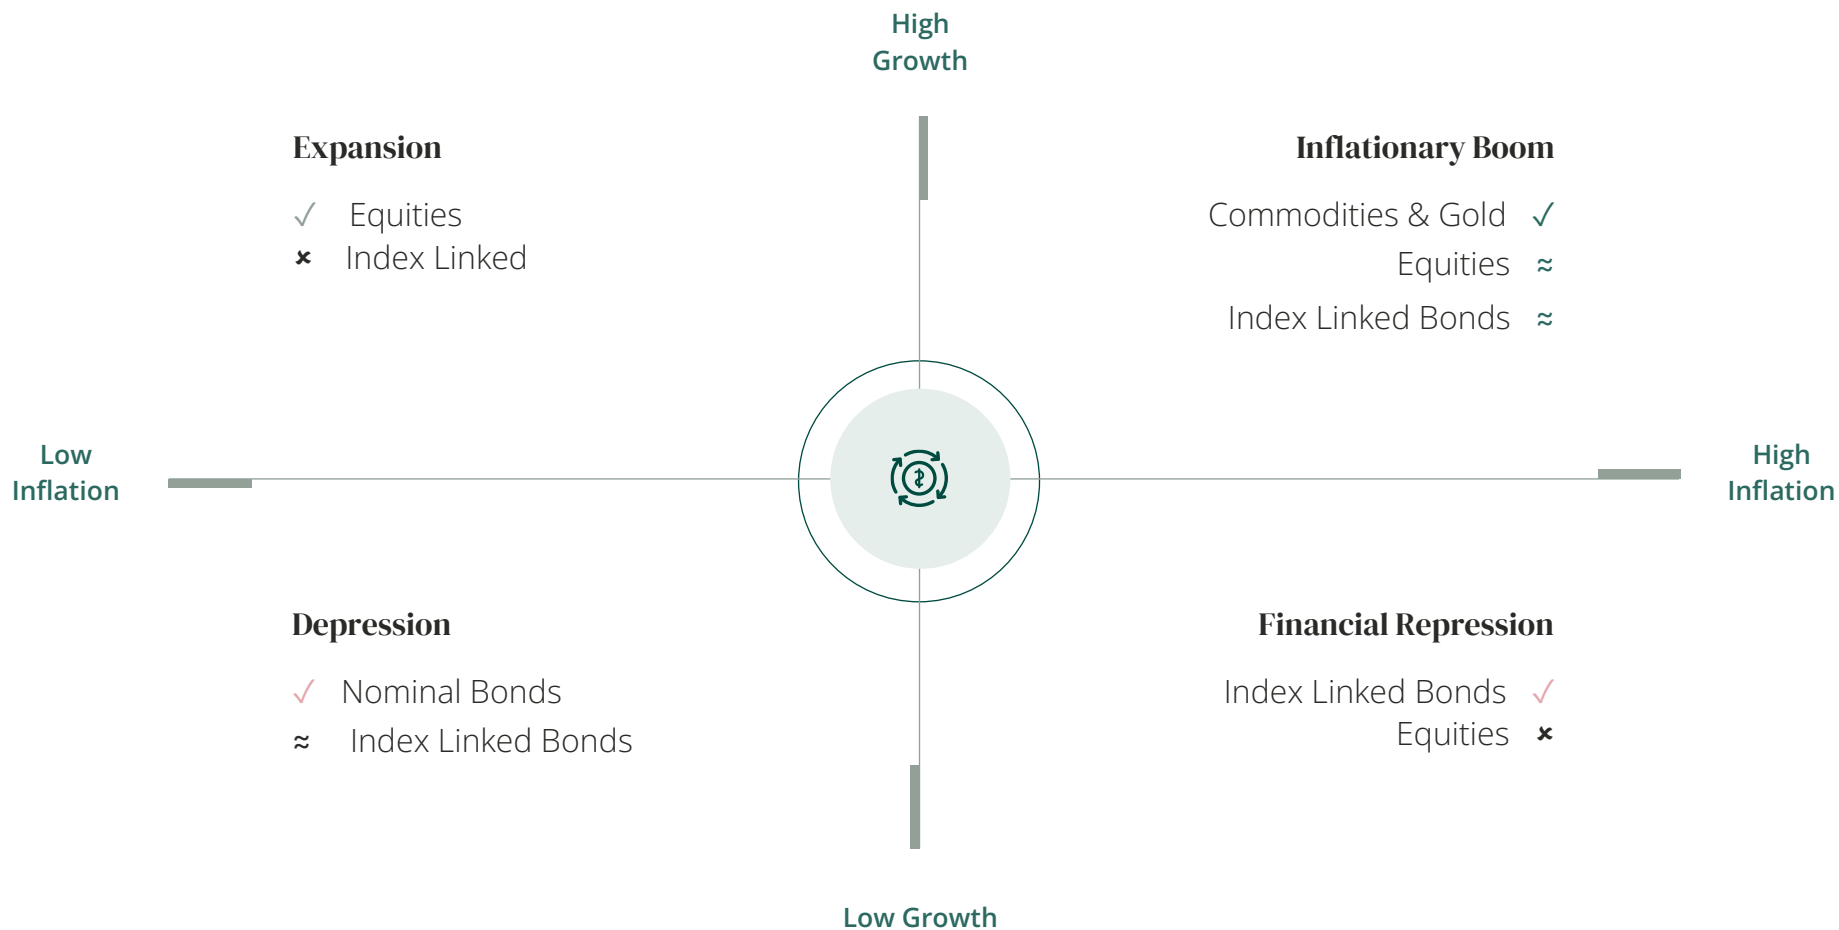 High
Growth
Expansion
✓ Equities
✘ Index Linked
Inflationary Boom
Commodities & Gold ✓
Equities ≈
Index Linked Bonds ≈
Low
Inflation
$
High
Inflation
Depression
✓ Nominal Bonds
≈ Index Linked Bonds
Financial Repression
Index Linked Bonds ✓
Equities ✘
Low Growth